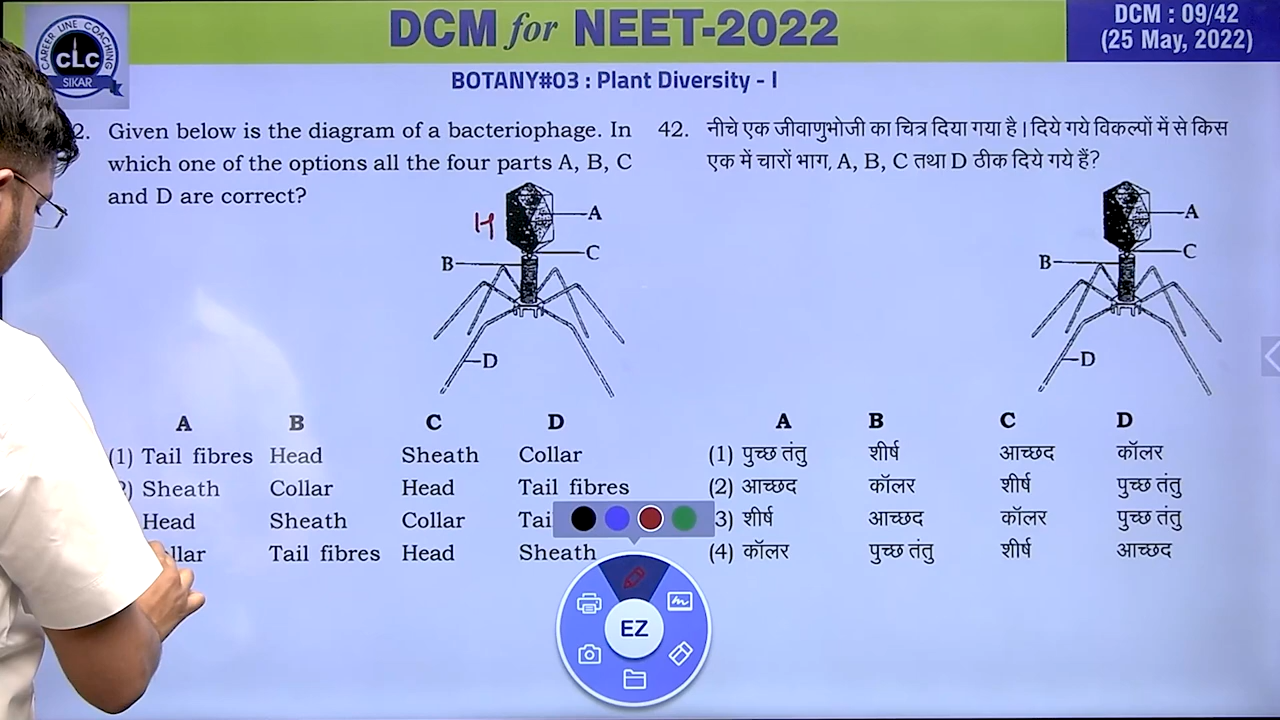 CAREER LINE COACHING
CLC
SIKAR
DCM for NEET-2022
DCM : 09/42
(25 May, 2022)
BOTANY#03 : Plant Diversity - I
2. Given below is the diagram of a bacteriophage. In
which one of the options all the four parts A, B, C
and D are correct?
H
A
C
B
D
A B C D
(1) Tail fibres Head Sheath Collar
) Sheath Collar Head Tail fibres
Head Sheath Collar Tai
llar Tail fibres Head Sheath
42. नीचे एक जीवाणुभोजी का चित्र दिया गया है। दिये गये विकल्पों में से किस
एक में चारों भाग, A, B, C तथा D ठीक दिये गये हैं?
A
C
B
D
A B C D
(1) पुच्छ तंतु शीर्ष आच्छद कॉलर
(2) आच्छद कॉलर शीर्ष पुच्छ तंतु
3) शीर्ष आच्छद कॉलर पुच्छ तंतु
(4) कॉलर पुच्छ तंतु शीर्ष आच्छद
EZ